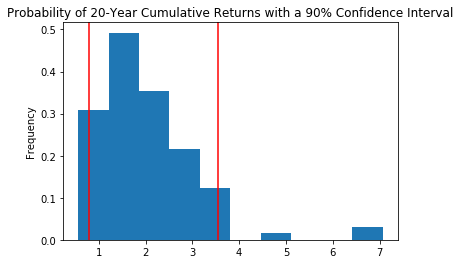 Probability of 20-Year Cumulative Returns with a 90% Confidence Interval
0.5
0.4
0.3
0.2
0.1
0.0
Frequency
1 2 3 4 5 6 7